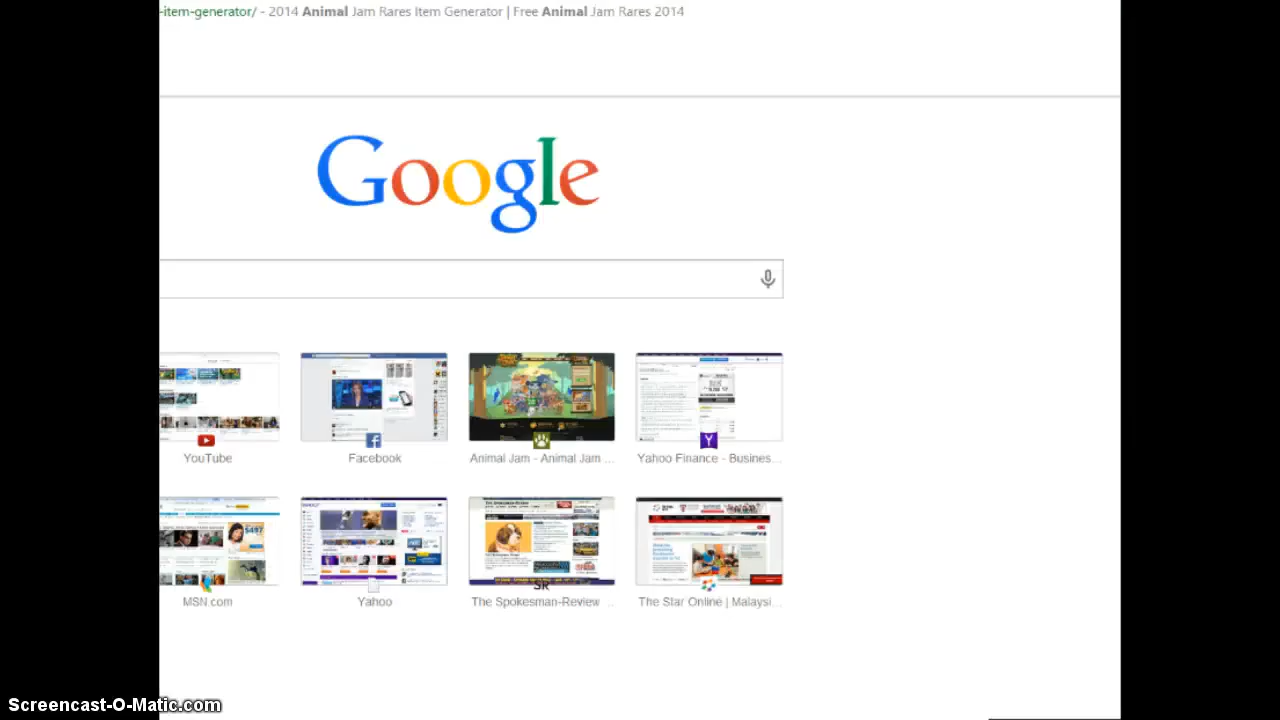 -item-generator/ - 2014 Animal Jam Rares Item Generator | Free Animal Jam Rares 2014
Google
YouTube
Facebook
Animal Jam - Animal Jam ...
Yahoo Finance - Busines...
MSN.com
Yahoo
The Spokesman-Review ...
The Star Online | Malaysi...
Screencast-O-Matic.com